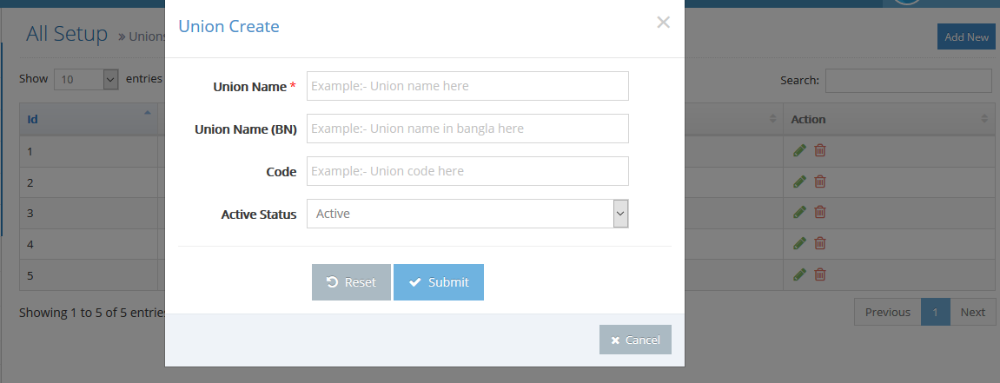 Union Create ×
All Setup » Unions
Add New
Show 10 entries
Search:
Id Action
1
2
3
4
5
Union Name * Example:- Union name here
Union Name (BN) Example:- Union name in bangla here
Code Example:- Union code here
Active Status Active
Reset Submit
Showing 1 to 5 of 5 entries
Previous 1 Next
Cancel